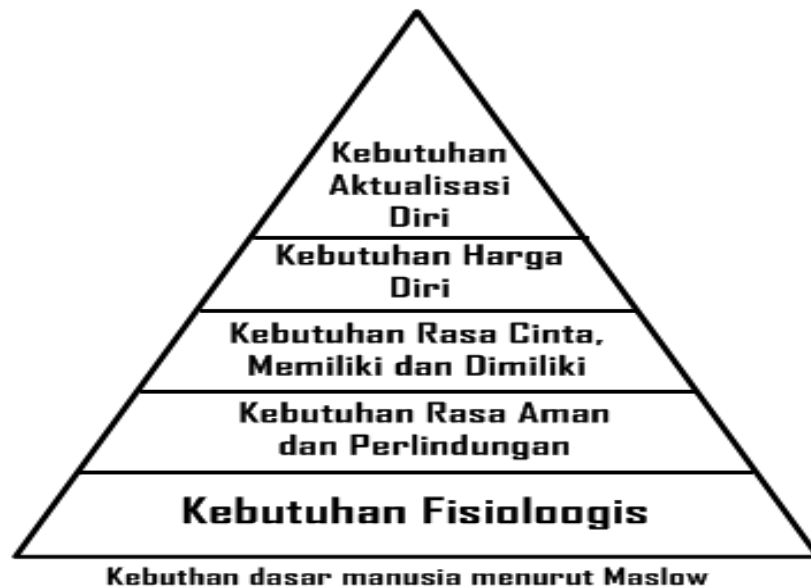 Kebutuhan
Aktualisasi
Diri
Kebutuhan Harga
Diri
Kebutuhan Rasa Cinta,
Memiliki dan Dimiliki
Kebutuhan Rasa Aman
dan Perlindungan
Kebutuhan Fisioloogis
Kebuthan dasar manusia menurut Maslow